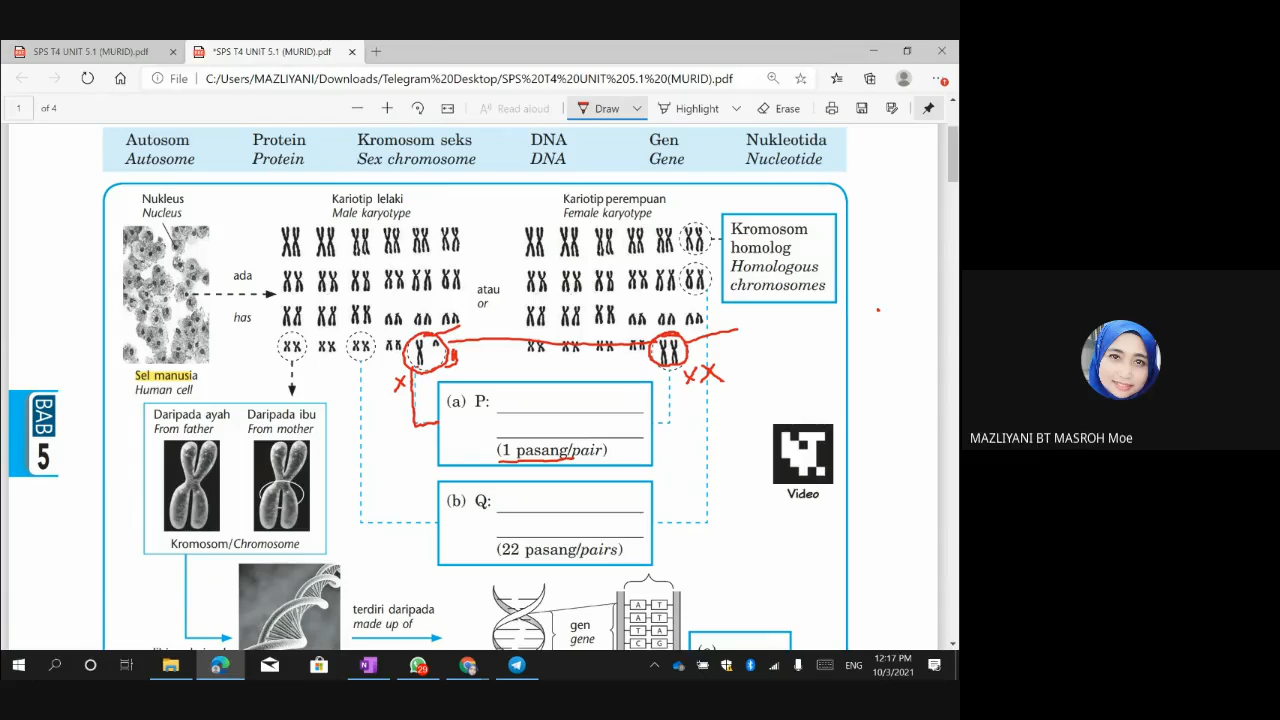 SPS T4 UNIT 5.1 (MURID).pdf
*SPS T4 UNIT 5.1 (MURID).pdf
File
C:/Users/MAZLIYANI/Downloads/Telegram%20Desktop/SPS%20T4%20UNIT%205.1%20(MURID).pdf
1 of 4
Read aloud
Draw
Highlight
Erase
Autosom Protein Kromosom seks DNA Gen Nukleotida
Autosome Protein Sex chromosome DNA Gene Nucleotide
Nukleus
Nucleus
Kariotip lelaki
Male karyotype
Kariotip perempuan
Female karyotype
Kromosom
homolog
Homologous
chromosomes
ada
has
atau
or
Sel manusia
Human cell
X
XX
BAB
5
Daripada ayah
From father
Daripada ibu
From mother
Kromosom/Chromosome
(a) P:
(1 pasang/pair)
(b) Q:
(22 pasang/pairs)
Video
terdiri daripada
made up of
gen
gene
A T
A T
T A
C G
MAZLIYANI BT MASROH Moe
29
ENG
12:17 PM
10/3/2021